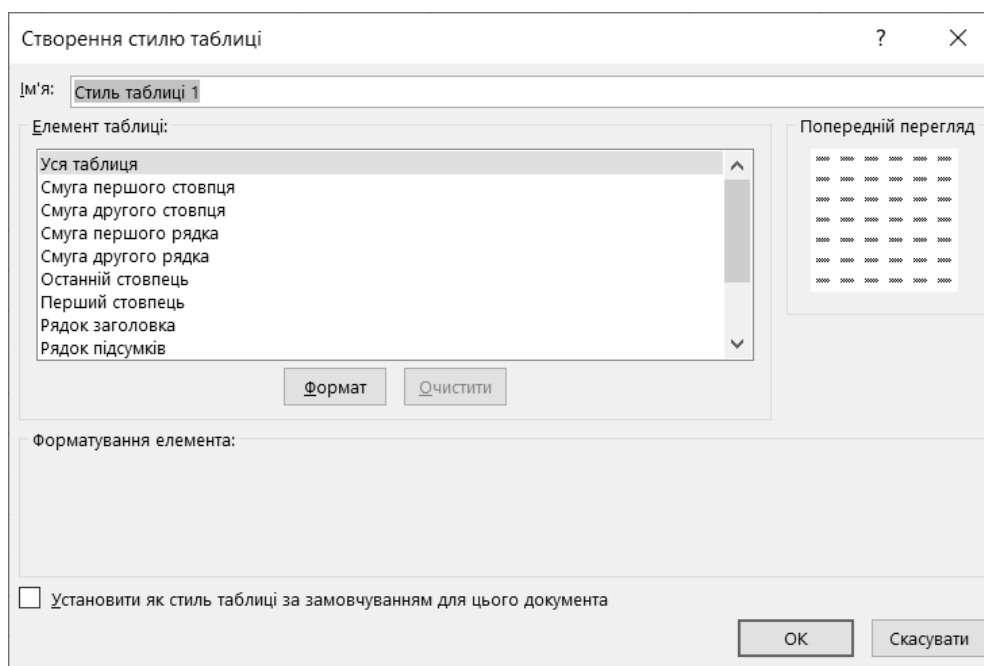 Створення стилю таблиці
Ім'я: Стиль таблиці 1
Елемент таблиці:
Уся таблиця
Смуга першого стовпця
Смуга другого стовпця
Смуга першого рядка
Смуга другого рядка
Останній стовпець
Перший стовпець
Рядок заголовка
Рядок підсумків
Формат Очистити
Попередній перегляд
Форматування елемента:
Установити як стиль таблиці за замовчуванням для цього документа
ОК Скасувати